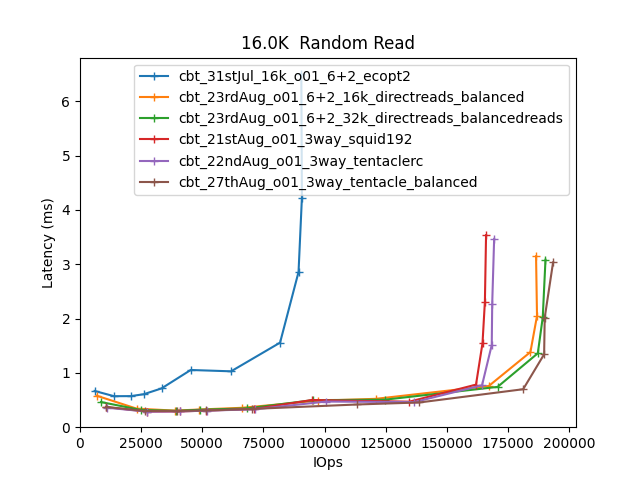 16.0K  Random Read
cbt_31stJul_16k_o01_6+2_ecopt2
cbt_23rdAug_o01_6+2_16k_directreads_balanced
cbt_23rdAug_o01_6+2_32k_directreads_balancedreads
cbt_21stAug_o01_3way_squid192
cbt_22ndAug_o01_3way_tentaclerc
cbt_27thAug_o01_3way_tentacle_balanced
Latency (ms)
6
5
4
3
2
1
0
0 25000 50000 75000 100000 125000 150000 175000 200000
IOps